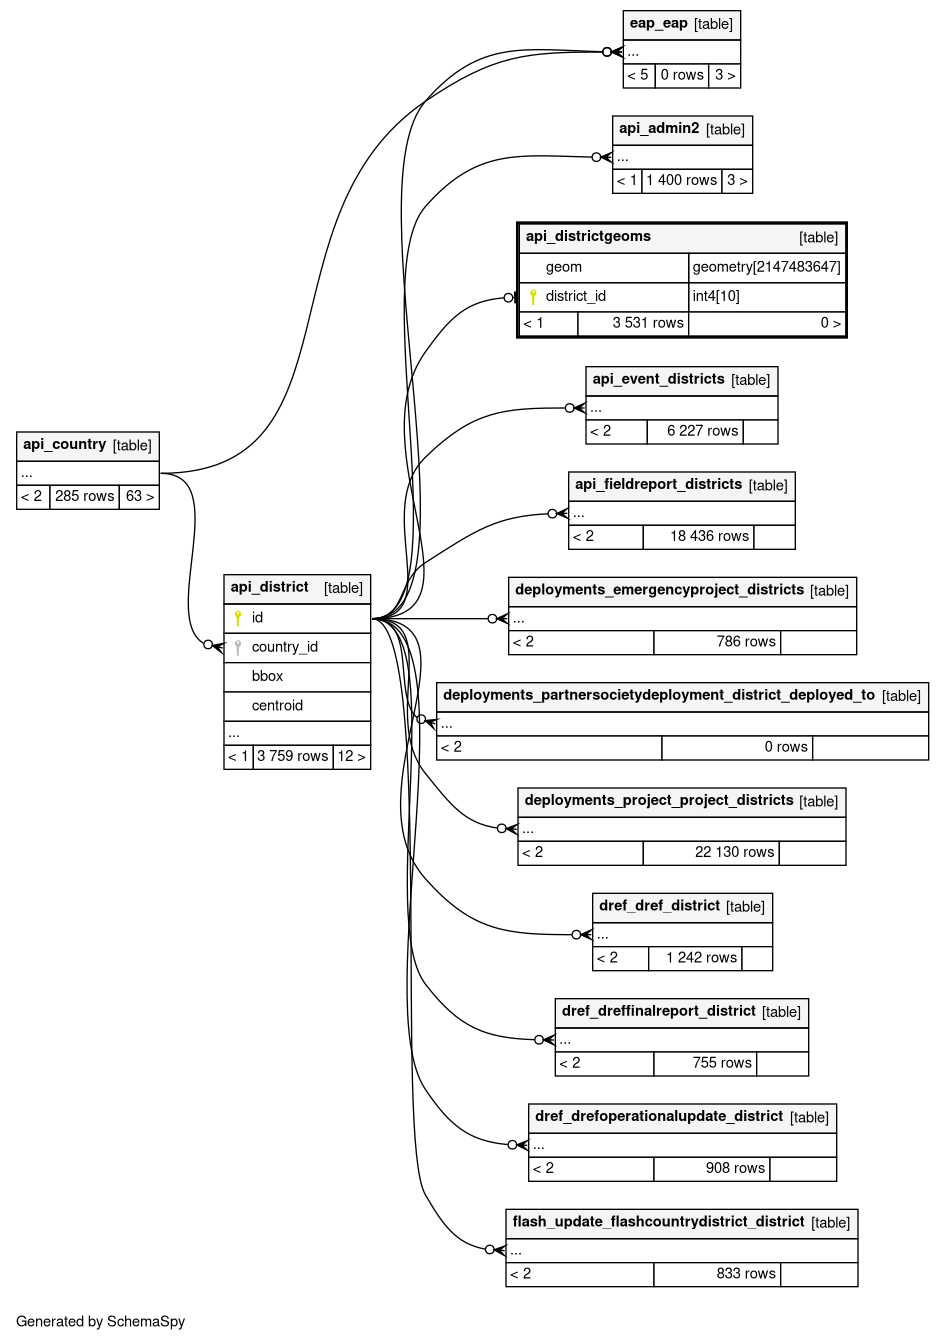 eap_eap [table]
...
< 5 0 rows 3 >
api_admin2 [table]
...
< 1 1 400 rows 3 >
api_districtgeoms [table]
geom geometry[2147483647]
district_id int4[10]
< 1 3 531 rows 0 >
api_event_districts [table]
...
< 2 6 227 rows
api_country [table]
...
< 2 285 rows 63 >
api_fieldreport_districts [table]
...
< 2 18 436 rows
api_district [table]
id
country_id
bbox
centroid
...
< 1 3 759 rows 12 >
deployments_emergencyproject_districts [table]
...
< 2 786 rows
deployments_partnersocietydeployment_district_deployed_to [table]
...
< 2 0 rows
deployments_project_project_districts [table]
...
< 2 22 130 rows
dref_dref_district [table]
...
< 2 1 242 rows
dref_dreffinalreport_district [table]
...
< 2 755 rows
dref_drefoperationalupdate_district [table]
...
< 2 908 rows
flash_update_flashcountrydistrict_district [table]
...
< 2 833 rows
Generated by SchemaSpy